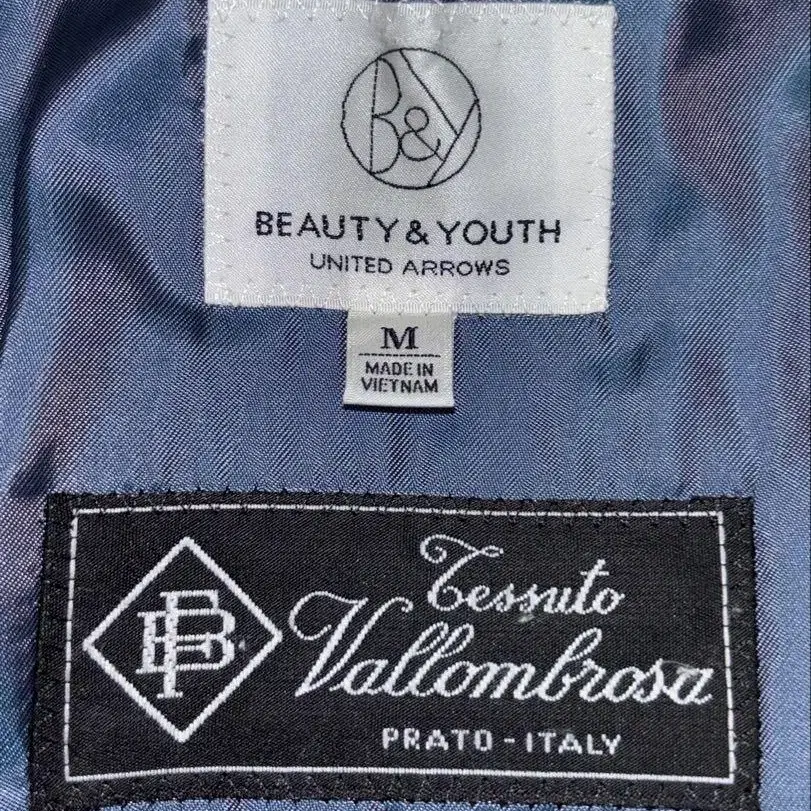 B&Y
BEAUTY & YOUTH
UNITED ARROWS
M
MADE IN
VIETNAM
Tessuto
Vallombrosa
PRATO - ITALY